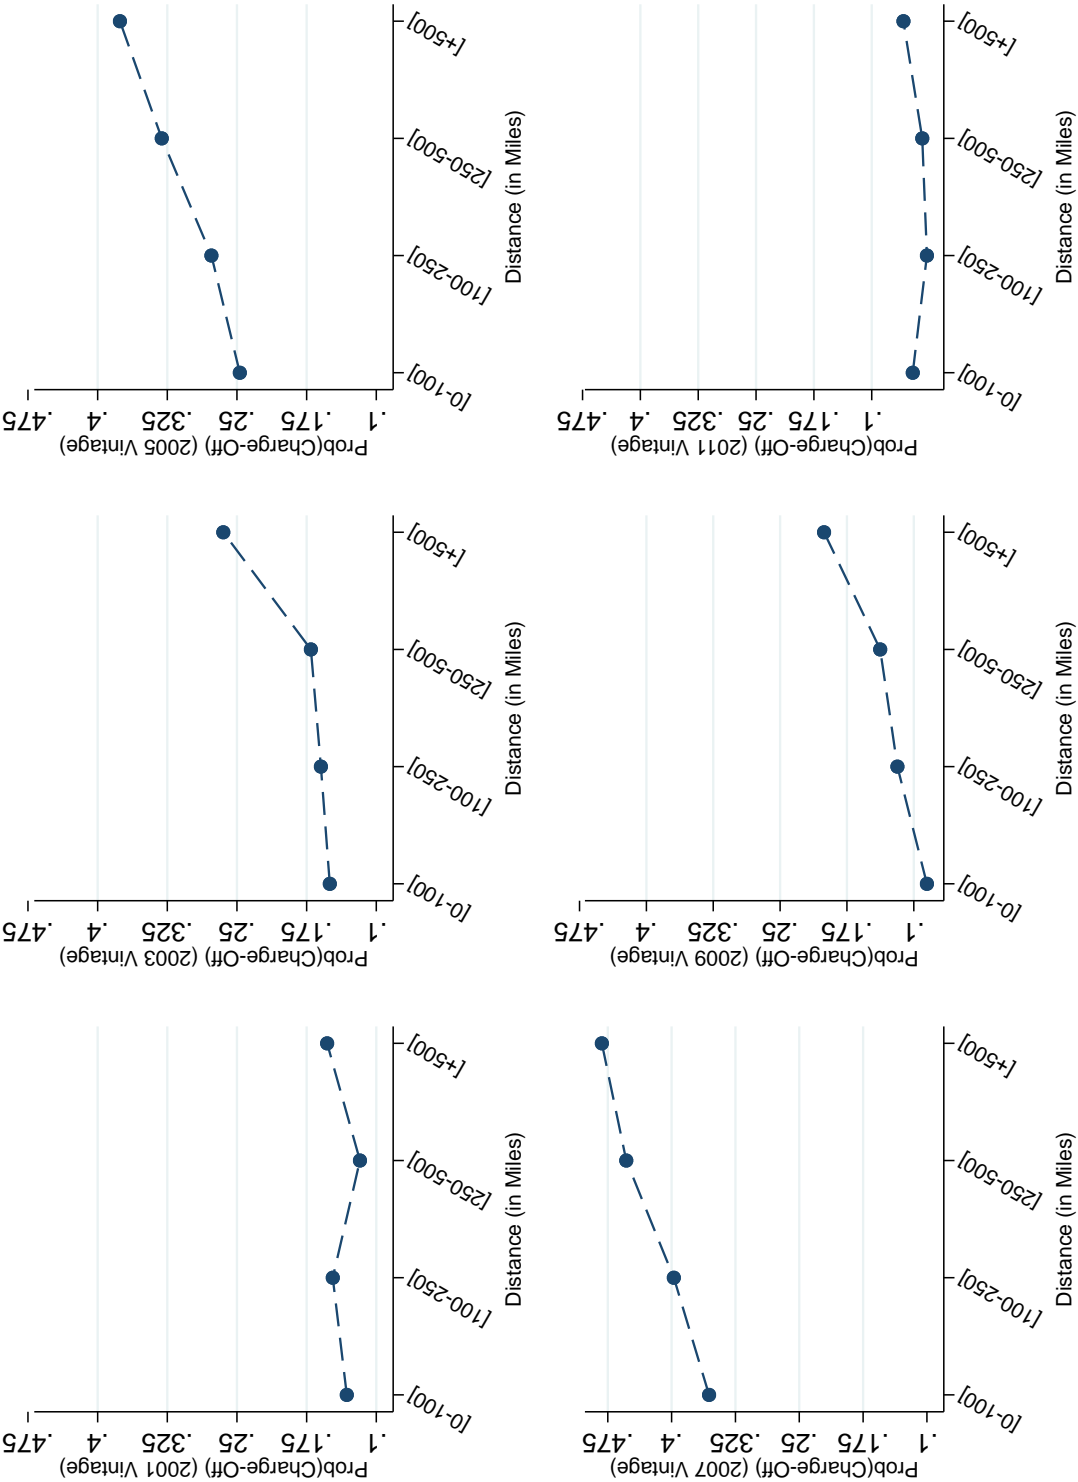 Prob(Charge-Off) (2001 Vintage)
.1 .175 .25 .325 .4 .475
[0-100] [100-250] [250-500] [+500]
Distance (in Miles)
Prob(Charge-Off) (2003 Vintage)
.1 .175 .25 .325 .4 .475
[0-100] [100-250] [250-500] [+500]
Distance (in Miles)
Prob(Charge-Off) (2005 Vintage)
.1 .175 .25 .325 .4 .475
[0-100] [100-250] [250-500] [+500]
Distance (in Miles)
Prob(Charge-Off) (2007 Vintage)
.1 .175 .25 .325 .4 .475
[0-100] [100-250] [250-500] [+500]
Distance (in Miles)
Prob(Charge-Off) (2009 Vintage)
.1 .175 .25 .325 .4 .475
[0-100] [100-250] [250-500] [+500]
Distance (in Miles)
Prob(Charge-Off) (2011 Vintage)
.1 .175 .25 .325 .4 .475
[0-100] [100-250] [250-500] [+500]
Distance (in Miles)